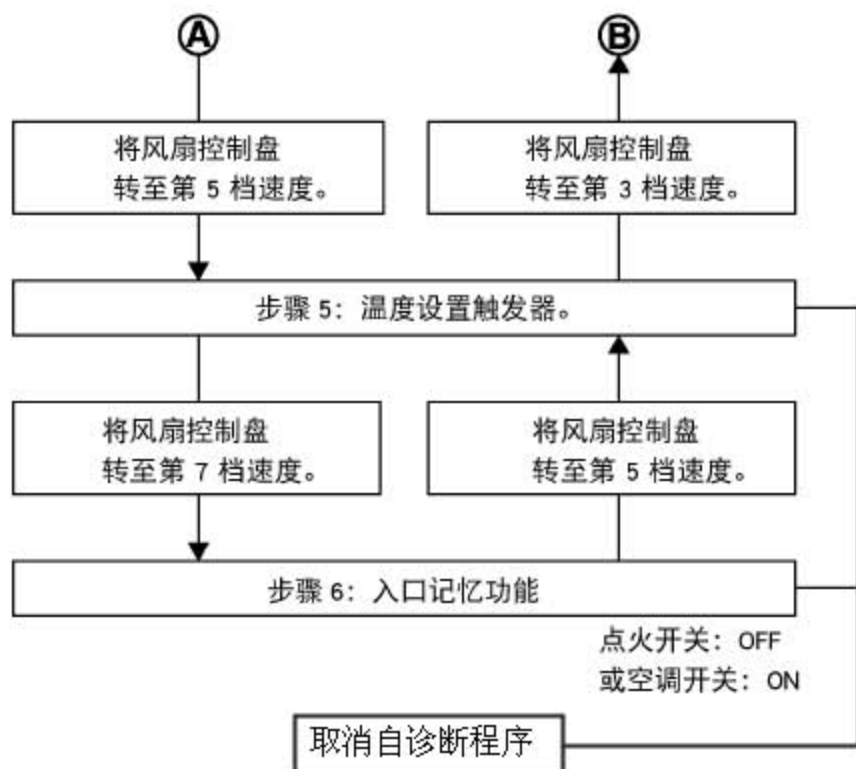 A
B
将风扇控制盘
转至第 5 档速度。
将风扇控制盘
转至第 3 档速度。
步骤 5: 温度设置触发器。
将风扇控制盘
转至第 7 档速度。
将风扇控制盘
转至第 5 档速度。
步骤 6: 入口记忆功能
点火开关: OFF
或空调开关: ON
取消自诊断程序